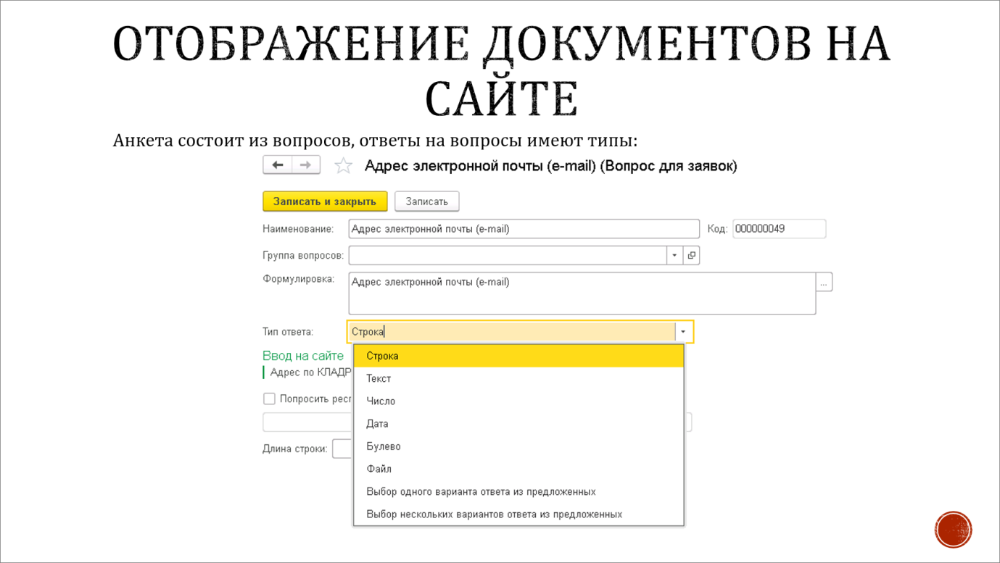 ОТОБРАЖЕНИЕ ДОКУМЕНТОВ НА
САЙТЕ
Анкета состоит из вопросов, ответы на вопросы имеют типы:
Адрес электронной почты (e-mail) (Вопрос для заявок)
Записать и закрыть Записать
Наименование: Адрес электронной почты (e-mail) Код: 000000049
Группа вопросов:
Формулировка: Адрес электронной почты (e-mail) ...
Тип ответа: Строка
Ввод на сайте
Строка
Адрес по КЛАДР
Текст
Попросить рес
Число
Дата
Длина строки:
Булево
Файл
Выбор одного варианта ответа из предложенных
Выбор нескольких вариантов ответа из предложенных